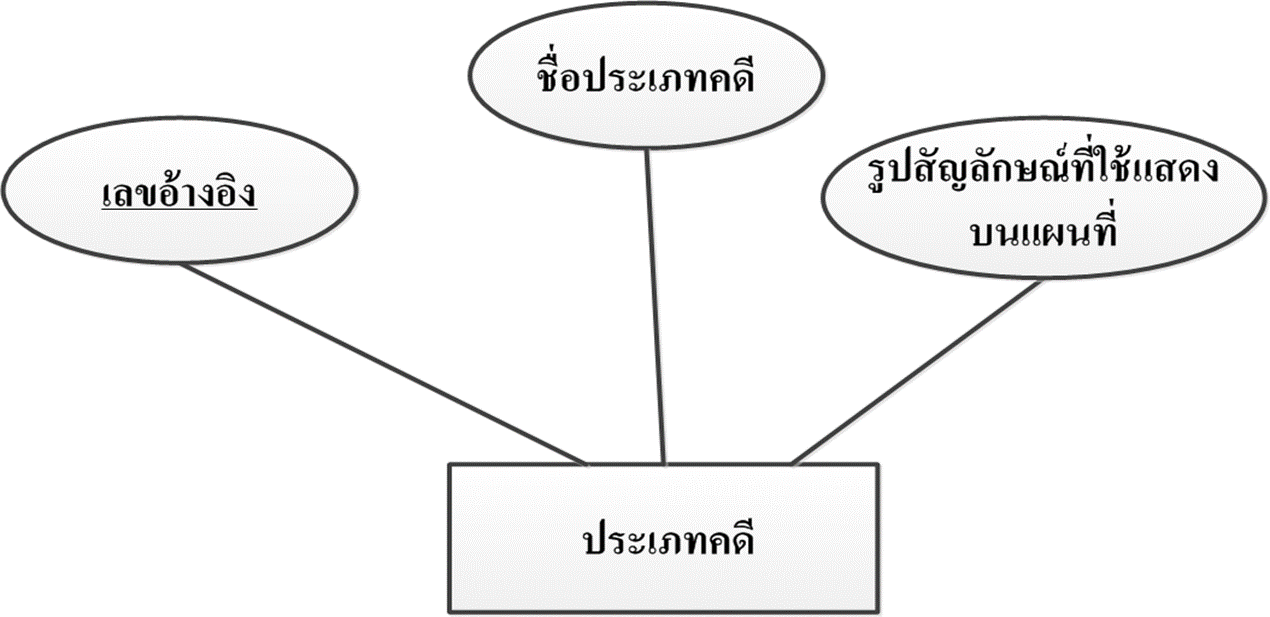 ชื่อประเภทคดี
เลขอ้างอิง
รูปสัญลักษณ์ที่ใช้แสดง
บนแผนที่
ประเภทคดี